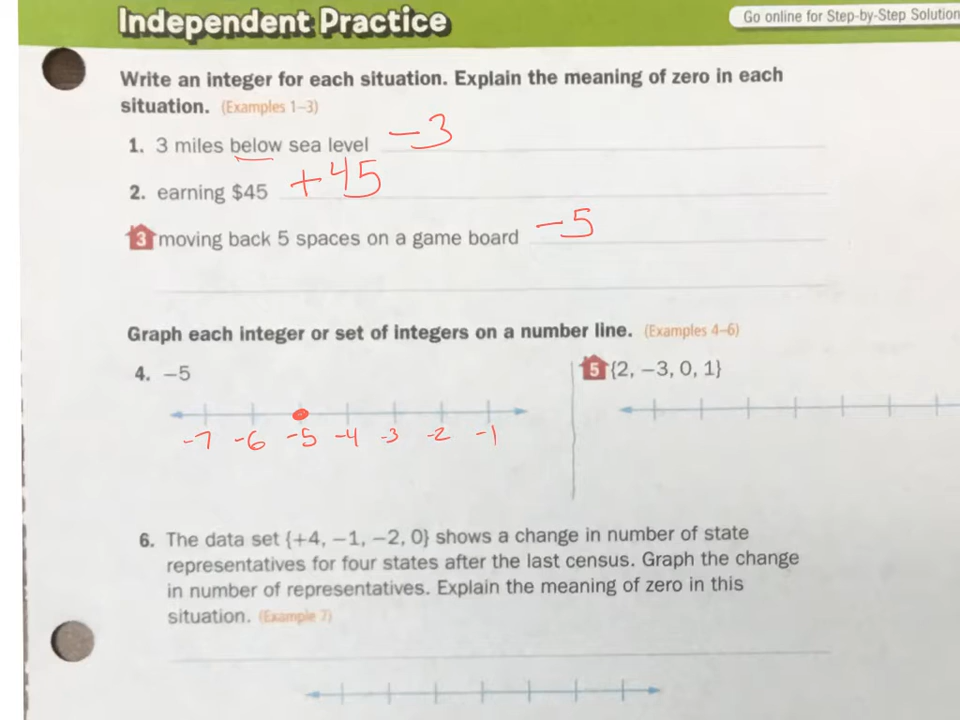 Independent Practice
Go online for Step-by-Step Solution
Write an integer for each situation. Explain the meaning of zero in each
situation. (Examples 1–3)
1. 3 miles below sea level −3
2. earning $45 +45
3 moving back 5 spaces on a game board −5
Graph each integer or set of integers on a number line. (Examples 4–6)
4. −5
5 {2, −3, 0, 1}
-7 -6 -5 -4 -3 -2 -1
6. The data set {+4, −1, −2, 0} shows a change in number of state
representatives for four states after the last census. Graph the change
in number of representatives. Explain the meaning of zero in this
situation. (Example 7)